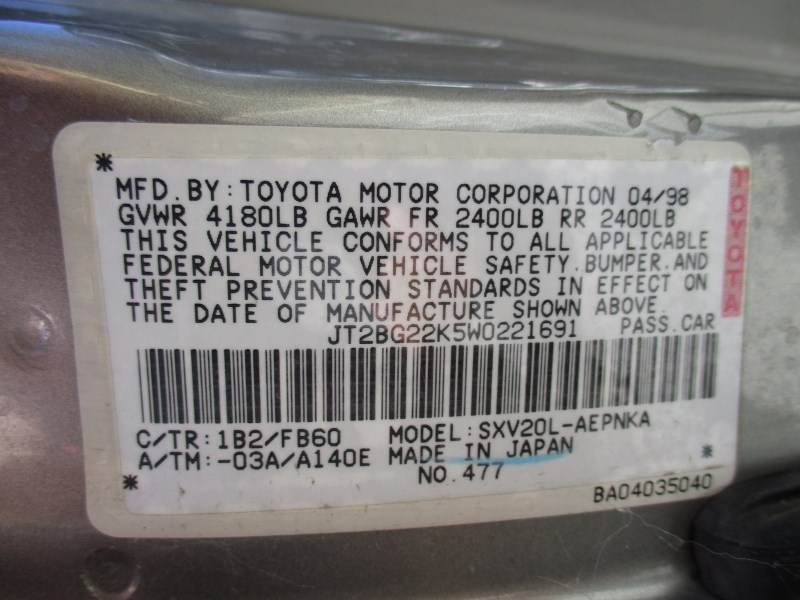 MFD. BY: TOYOTA MOTOR CORPORATION 04/98
GVWR 4180LB GAWR FR 2400LB RR 2400LB
THIS VEHICLE CONFORMS TO ALL APPLICABLE
FEDERAL MOTOR VEHICLE SAFETY, BUMPER, AND
THEFT PREVENTION STANDARDS IN EFFECT ON
THE DATE OF MANUFACTURE SHOWN ABOVE.
JT2BG22K5W0221691 PASS. CAR
C/TR: 1B2/FB60 MODEL: SXV20L-AEPNKA
A/TM: -03A/A140E MADE IN JAPAN
NO. 477
BA04035040
TOYOTA